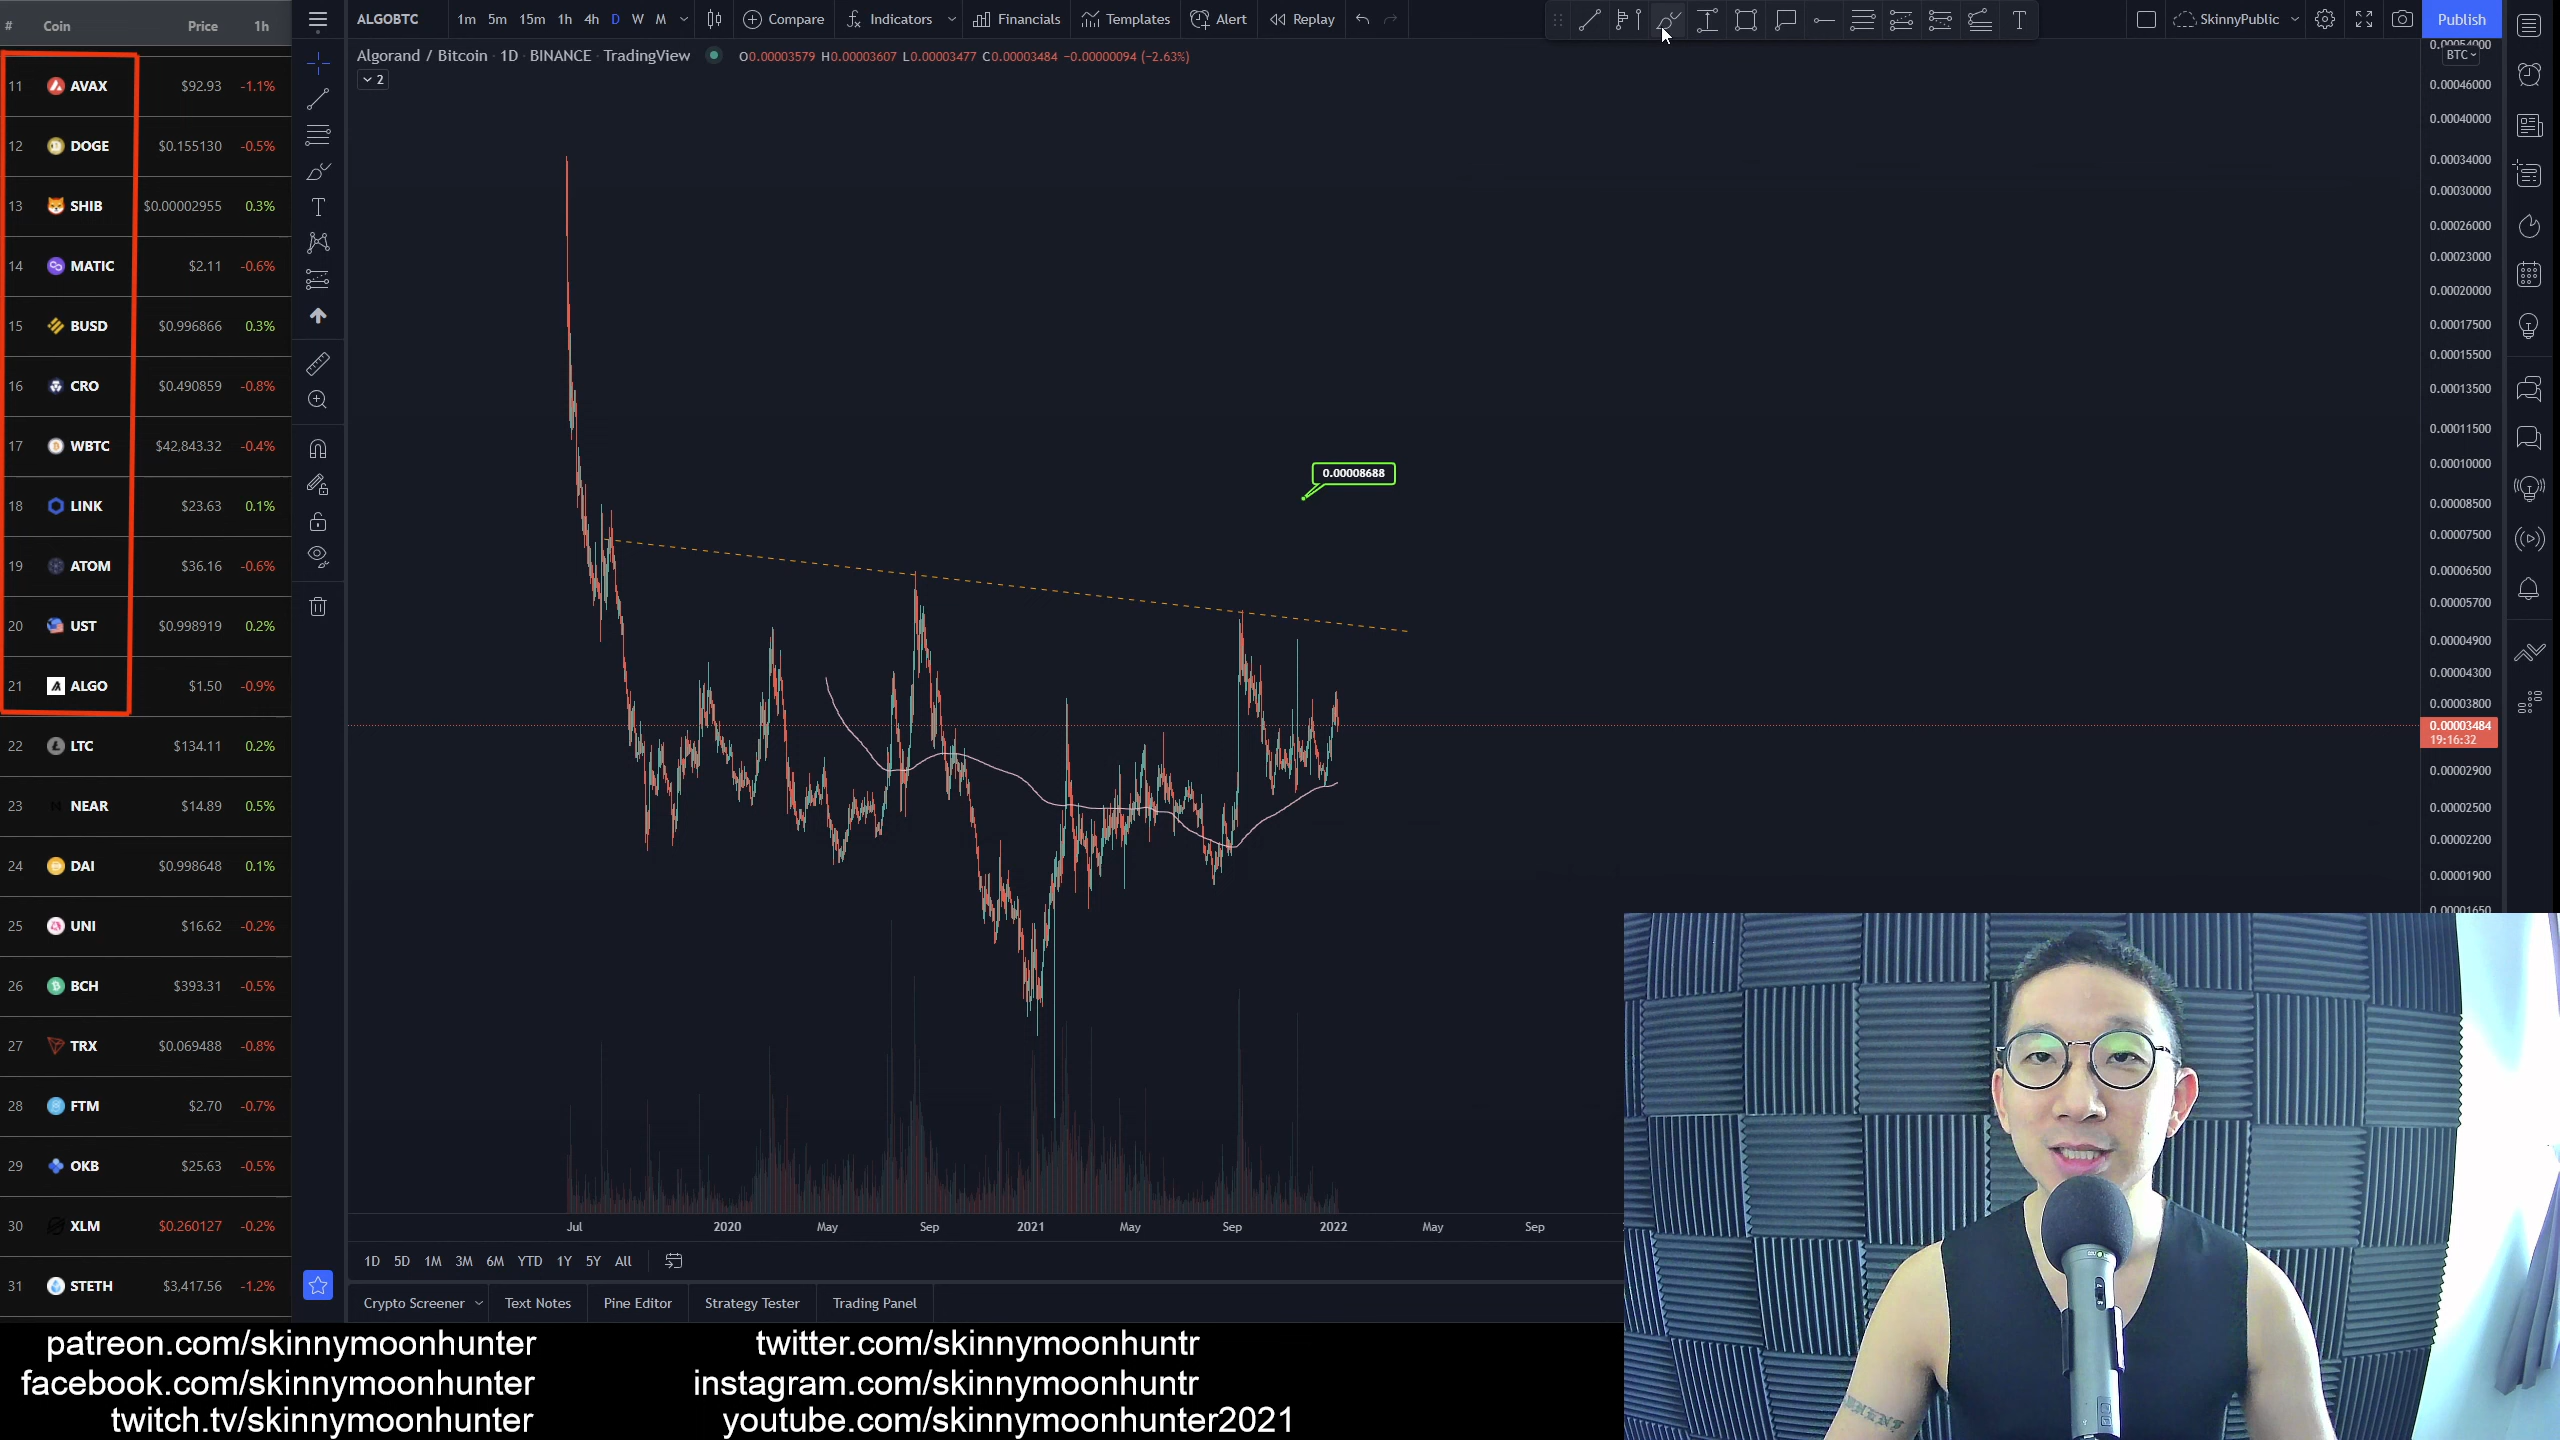 # Coin Price 1h
11 AVAX $92.93 -1.1%
12 DOGE $0.155130 -0.5%
13 SHIB $0.00002955 0.3%
14 MATIC $2.11 -0.6%
15 BUSD $0.996866 0.3%
16 CRO $0.490859 -0.8%
17 WBTC $42,843.32 -0.4%
18 LINK $23.63 0.1%
19 ATOM $36.16 -0.6%
20 UST $0.998919 0.2%
21 ALGO $1.50 -0.9%
22 LTC $134.11 0.2%
23 NEAR $14.89 0.5%
24 DAI $0.998648 0.1%
25 UNI $16.62 -0.2%
26 BCH $393.31 -0.5%
27 TRX $0.069488 -0.8%
28 FTM $2.70 -0.7%
29 OKB $25.63 -0.5%
30 XLM $0.260127 -0.2%
31 STETH $3,417.56 -1.2%
ALGOBTC 1m 5m 15m 1h 4h D W M Compare Indicators Financials Templates Alert Replay SkinnyPublic Publish
Algorand / Bitcoin · 1D · BINANCE · TradingView O0.00003579 H0.00003607 L0.00003477 C0.00003484 -0.00000094 (-2.63%)
2
0.00054000
BTC
0.00046000
0.00040000
0.00034000
0.00030000
0.00026000
0.00023000
0.00020000
0.00017500
0.00015500
0.00013500
0.00011500
0.00010000
0.00008688
0.00008500
0.00007500
0.00006500
0.00005700
0.00004900
0.00004300
0.00003800
0.00003484
19:16:32
0.00002900
0.00002500
0.00002200
0.00001900
0.00001650
Jul 2020 May Sep 2021 May Sep 2022 May Sep
1D 5D 1M 3M 6M YTD 1Y 5Y All
Crypto Screener Text Notes Pine Editor Strategy Tester Trading Panel
patreon.com/skinnymoonhunter
facebook.com/skinnymoonhunter
twitch.tv/skinnymoonhunter
twitter.com/skinnymoonhuntr
instagram.com/skinnymoonhuntr
youtube.com/skinnymoonhunter2021